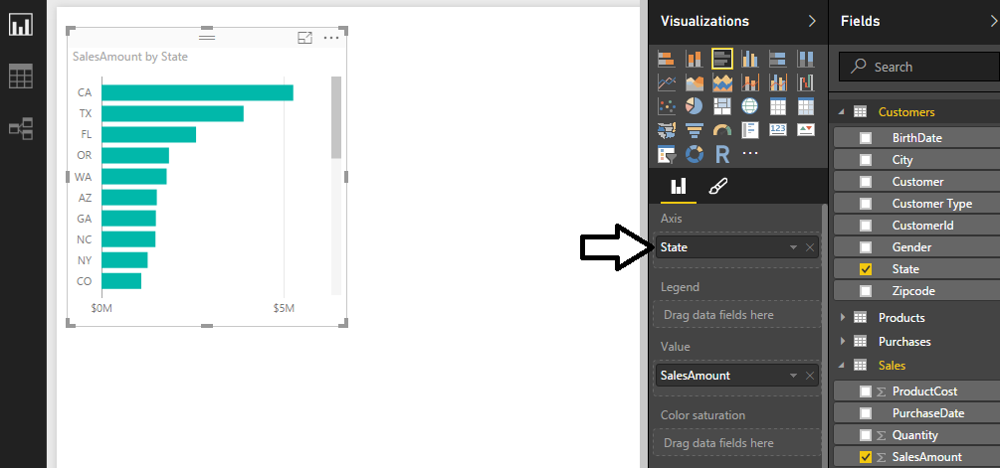 SalesAmount by State
CA
TX
FL
OR
WA
AZ
GA
NC
NY
CO
$0M $5M
Visualizations
123
R
Axis
State
Legend
Drag data fields here
Value
SalesAmount
Color saturation
Drag data fields here
Fields
Search
Customers
BirthDate
City
Customer
Customer Type
CustomerId
Gender
State
Zipcode
Products
Purchases
Sales
Σ ProductCost
PurchaseDate
Σ Quantity
Σ SalesAmount